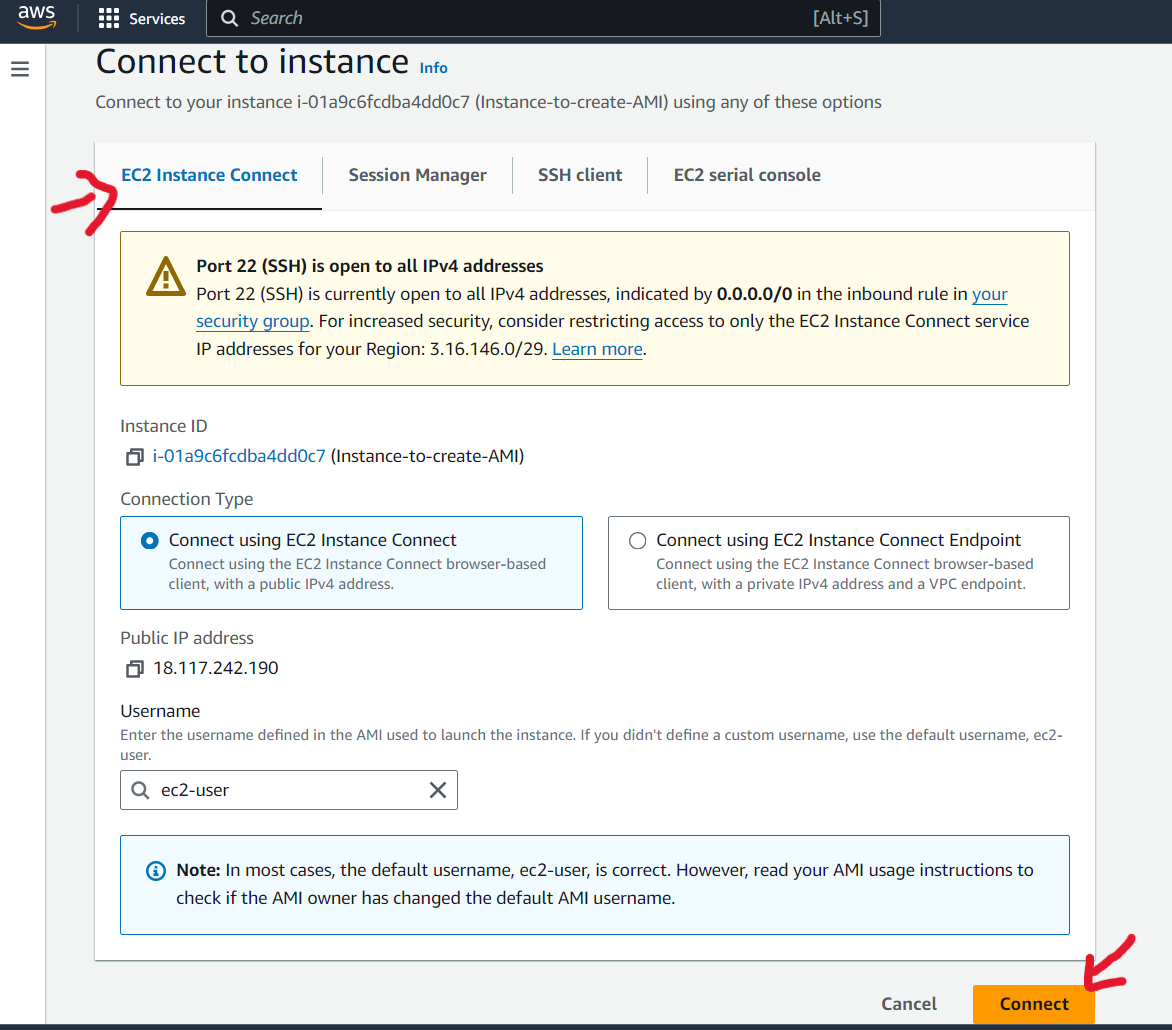 aws
Services
Search
[Alt+S]
Connect to instance Info
Connect to your instance i-01a9c6fcdba4dd0c7 (Instance-to-create-AMI) using any of these options
EC2 Instance Connect
Session Manager
SSH client
EC2 serial console
Port 22 (SSH) is open to all IPv4 addresses
Port 22 (SSH) is currently open to all IPv4 addresses, indicated by 0.0.0.0/0 in the inbound rule in your
security group. For increased security, consider restricting access to only the EC2 Instance Connect service
IP addresses for your Region: 3.16.146.0/29. Learn more.
Instance ID
i-01a9c6fcdba4dd0c7 (Instance-to-create-AMI)
Connection Type
Connect using EC2 Instance Connect
Connect using the EC2 Instance Connect browser-based
client, with a public IPv4 address.
Connect using EC2 Instance Connect Endpoint
Connect using the EC2 Instance Connect browser-based
client, with a private IPv4 address and a VPC endpoint.
Public IP address
18.117.242.190
Username
Enter the username defined in the AMI used to launch the instance. If you didn't define a custom username, use the default username, ec2-
user.
ec2-user
Note: In most cases, the default username, ec2-user, is correct. However, read your AMI usage instructions to
check if the AMI owner has changed the default AMI username.
Cancel
Connect